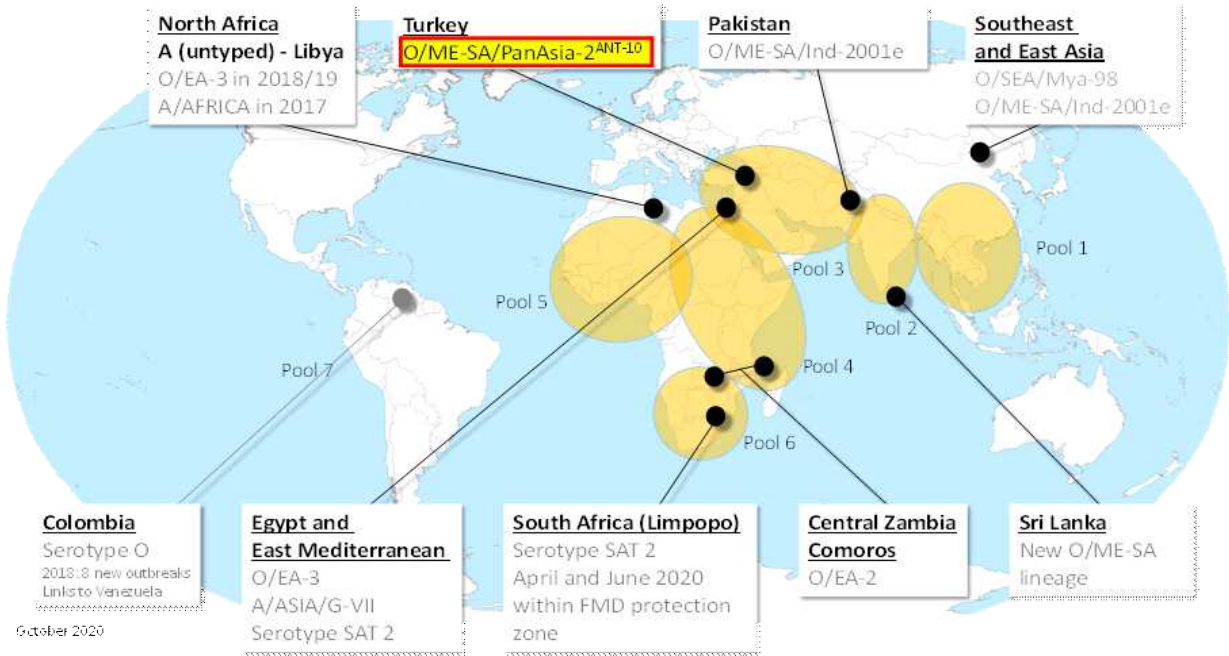 North Africa
A (untyped) - Libya
O/EA-3 in 2018/19
A/AFRICA in 2017
Turkey
O/ME-SA/PanAsia-2ANT-10
Pakistan
O/ME-SA/Ind-2001e
Southeast
and East Asia
O/SEA/Mya-98
O/ME-SA/Ind-2001e
Pool 1
Pool 3
Pool 5
Pool 2
Pool 7
Pool 4
Pool 6
Colombia
Serotype O
2018: 8 new outbreaks
Links to Venezuela
Egypt and
East Mediterranean
O/EA-3
A/ASIA/G-VII
Serotype SAT 2
South Africa (Limpopo)
Serotype SAT 2
April and June 2020
within FMD protection
zone
Central Zambia
Comoros
O/EA-2
Sri Lanka
New O/ME-SA
lineage
October 2020